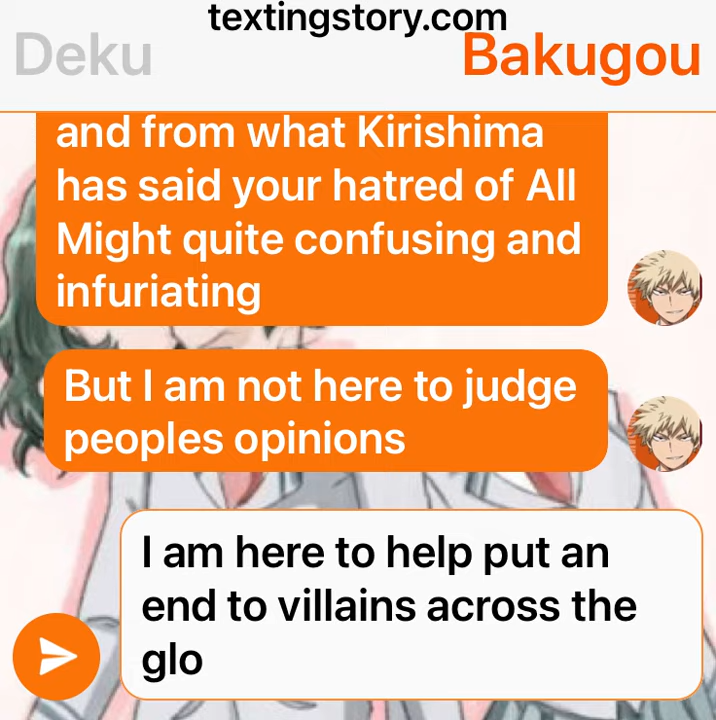 textingstory.com
Deku
Bakugou
and from what Kirishima
has said your hatred of All
Might quite confusing and
infuriating
But I am not here to judge
peoples opinions
I am here to help put an
end to villains across the
glo